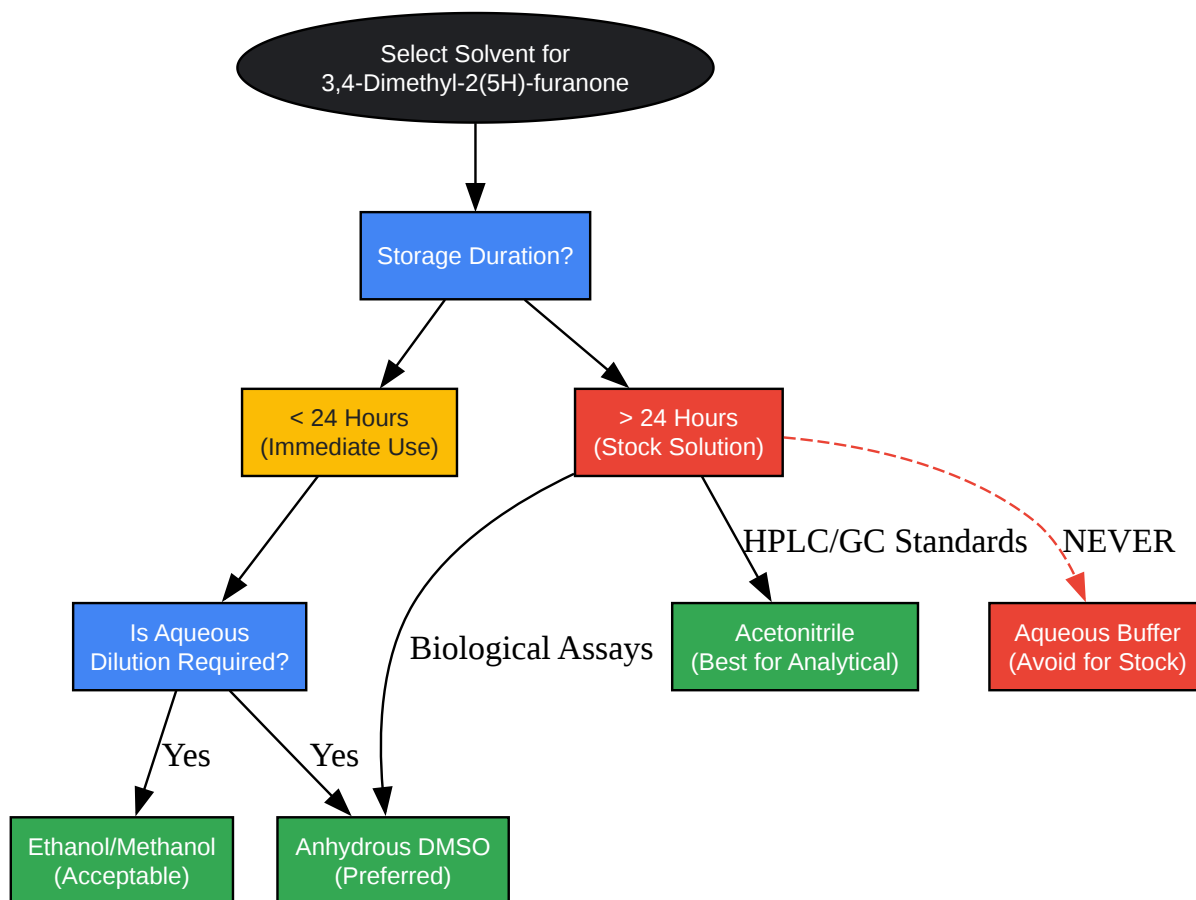 Select Solvent for
3,4-Dimethyl-2(5H)-furanone
Storage Duration?
< 24 Hours
(Immediate Use)
> 24 Hours
(Stock Solution)
HPLC/GC Standards
NEVER
Is Aqueous
Dilution Required?
Biological Assays
Acetonitrile
(Best for Analytical)
Aqueous Buffer
(Avoid for Stock)
Yes
Yes
Ethanol/Methanol
(Acceptable)
Anhydrous DMSO
(Preferred)